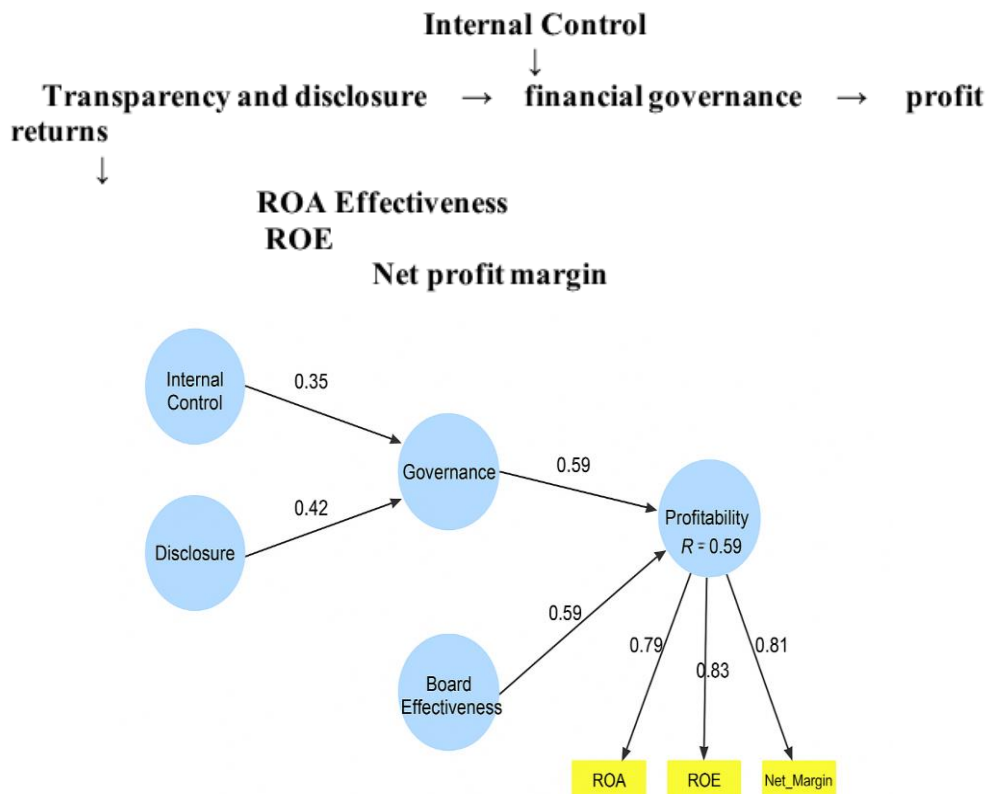 Internal Control
↓
Transparency and disclosure → financial governance → profit
returns
↓
ROA Effectiveness
ROE
Net profit margin
Internal
Control
0.35
Governance
0.59
0.42
Disclosure
Profitability
R = 0.59
0.59
0.79
0.83
0.81
Board
Effectiveness
ROA
ROE
Net_Margin